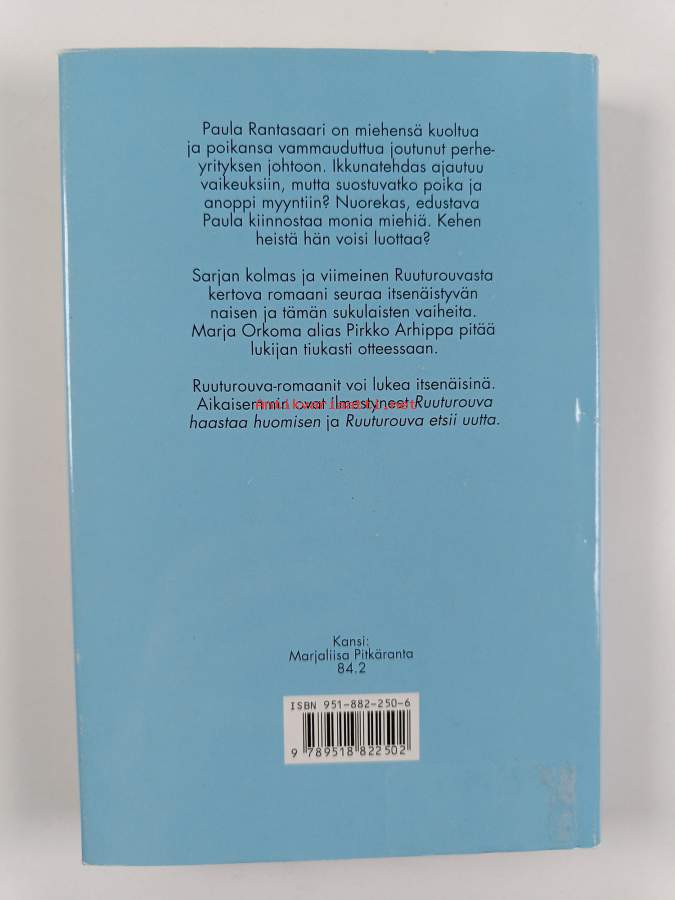 Paula Rantasaari on miehensä kuoltua
ja poikansa vammauduttua joutunut perhe-
yrityksen johtoon. Ikkunatehdas ajautuu
vaikeuksiin, mutta suostuvatko poika ja
anoppi myyntiin? Nuorekas, edustava
Paula kiinnostaa monia miehiä. Kehen
heistä hän voisi luottaa?
Sarjan kolmas ja viimeinen Ruuturouvasta
kertova romaani seuraa itsenäistyvän
naisen ja tämän sukulaisten vaiheita.
Marja Orkoma alias Pirkko Arhippa pitää
lukijan tiukasti otteessaan.
Ruuturouva-romaanit voi lukea itsenäisinä.
Aikaisemmin ovat ilmestyneet Ruuturouva
Antikvariaatti.net
haastaa huomisen ja Ruuturouva etsii uutta.
Kansi:
Marjaliisa Pitkäranta
84.2
ISBN 951-882-250-6
9 789518 822502